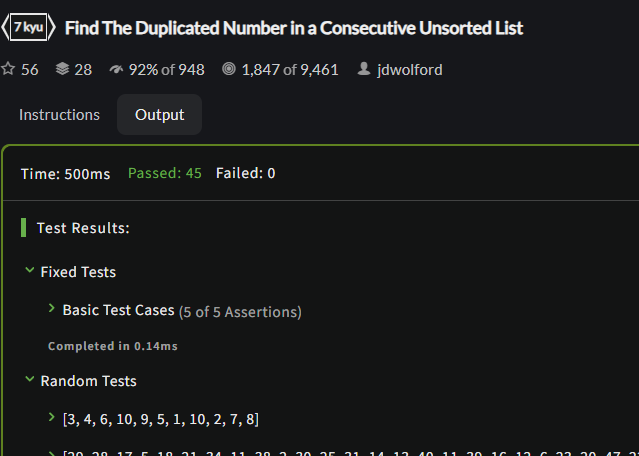 7 kyu Find The Duplicated Number in a Consecutive Unsorted List
56 28 92% of 948 1,847 of 9,461 jdwolford
Instructions Output
Time: 500ms Passed: 45 Failed: 0
Test Results:
Fixed Tests
Basic Test Cases (5 of 5 Assertions)
Completed in 0.14ms
Random Tests
[3, 4, 6, 10, 9, 5, 1, 10, 2, 7, 8]